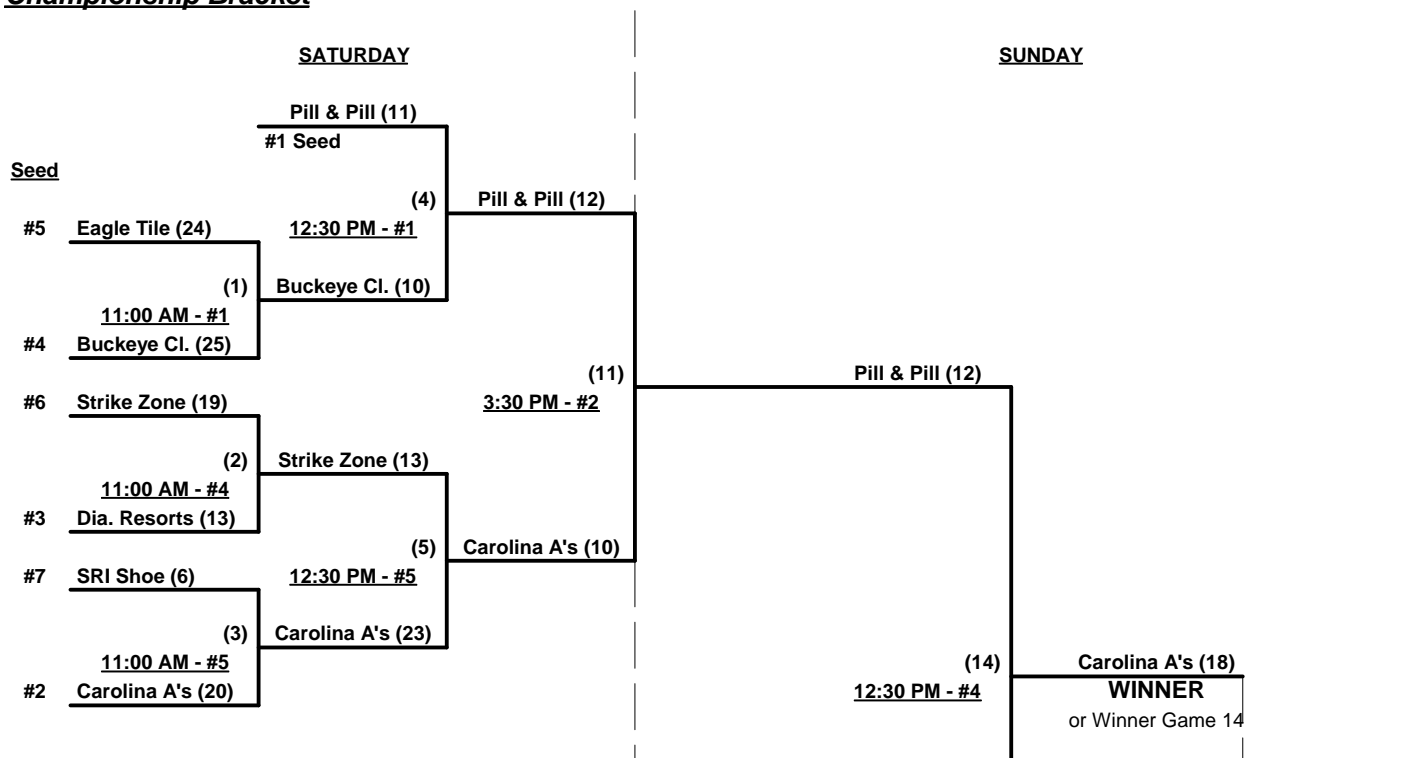 Championship Bracket
SATURDAY
SUNDAY
Pill & Pill (11)
#1 Seed
Seed
(4)
Pill & Pill (12)
#5 Eagle Tile (24)
12:30 PM - #1
(1)
Buckeye Cl. (10)
11:00 AM - #1
#4 Buckeye Cl. (25)
(11)
Pill & Pill (12)
#6 Strike Zone (19)
3:30 PM - #2
(2)
Strike Zone (13)
11:00 AM - #4
#3 Dia. Resorts (13)
(5)
Carolina A's (10)
#7 SRI Shoe (6)
12:30 PM - #5
(3)
Carolina A's (23)
11:00 AM - #5
(14)
Carolina A's (18)
#2 Carolina A's (20)
12:30 PM - #4
WINNER
or Winner Game 14